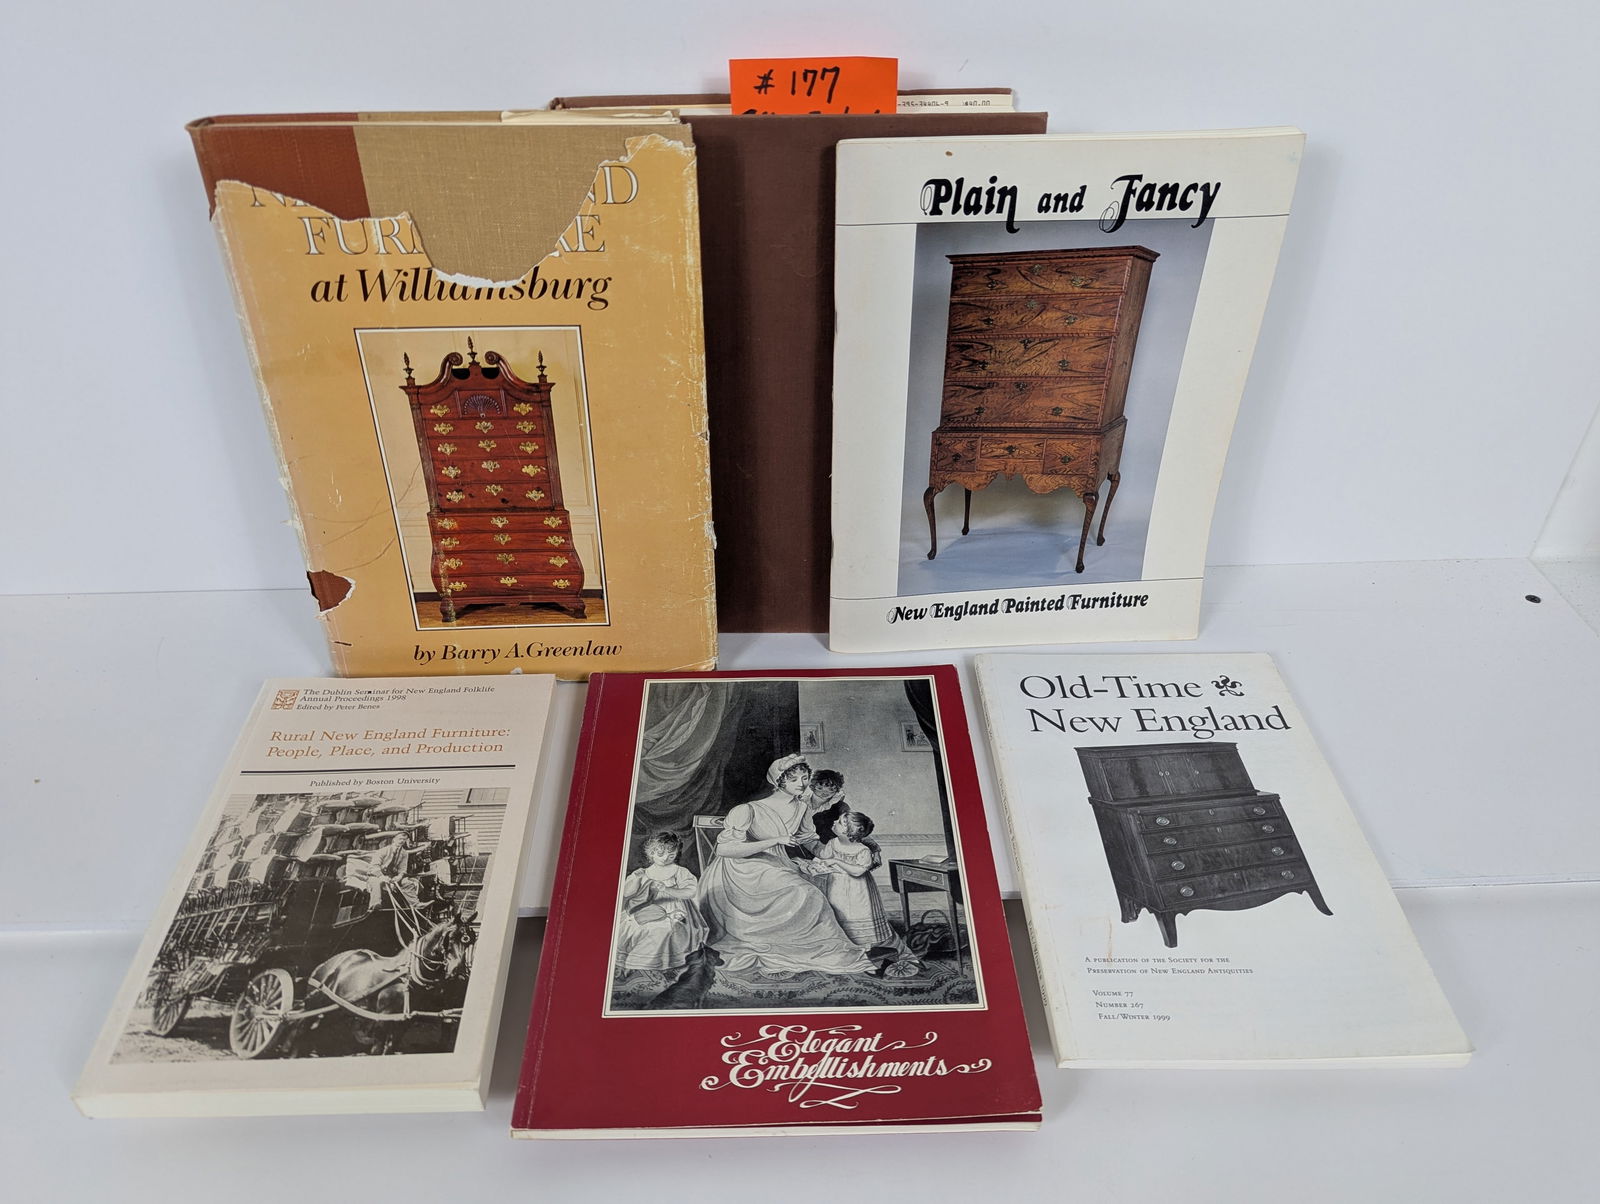 # 177
$40.00
at Williamsburg
by Barry A. Greenlaw
Plain and Fancy
New England Painted Furniture
The Dublin Seminar for New England Folklife
Annual Proceedings 1998
Edited by Peter Benes
Rural New England Furniture:
People, Place, and Production
Published by Boston University
Elegant
Embellishments
Old-Time
New England
A publication of the Society for the
Preservation of New England Antiquities
Volume 77
Number 267
Fall/Winter 1999